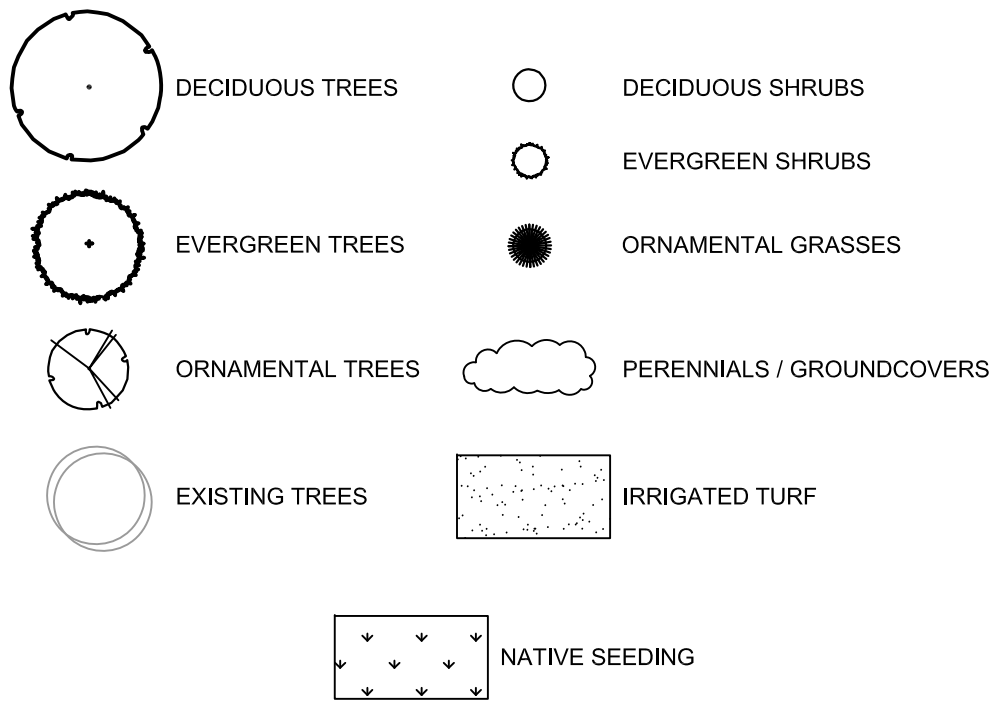 DECIDUOUS TREES
DECIDUOUS SHRUBS
EVERGREEN SHRUBS
EVERGREEN TREES
ORNAMENTAL GRASSES
ORNAMENTAL TREES
PERENNIALS / GROUNDCOVERS
EXISTING TREES
IRRIGATED TURF
NATIVE SEEDING